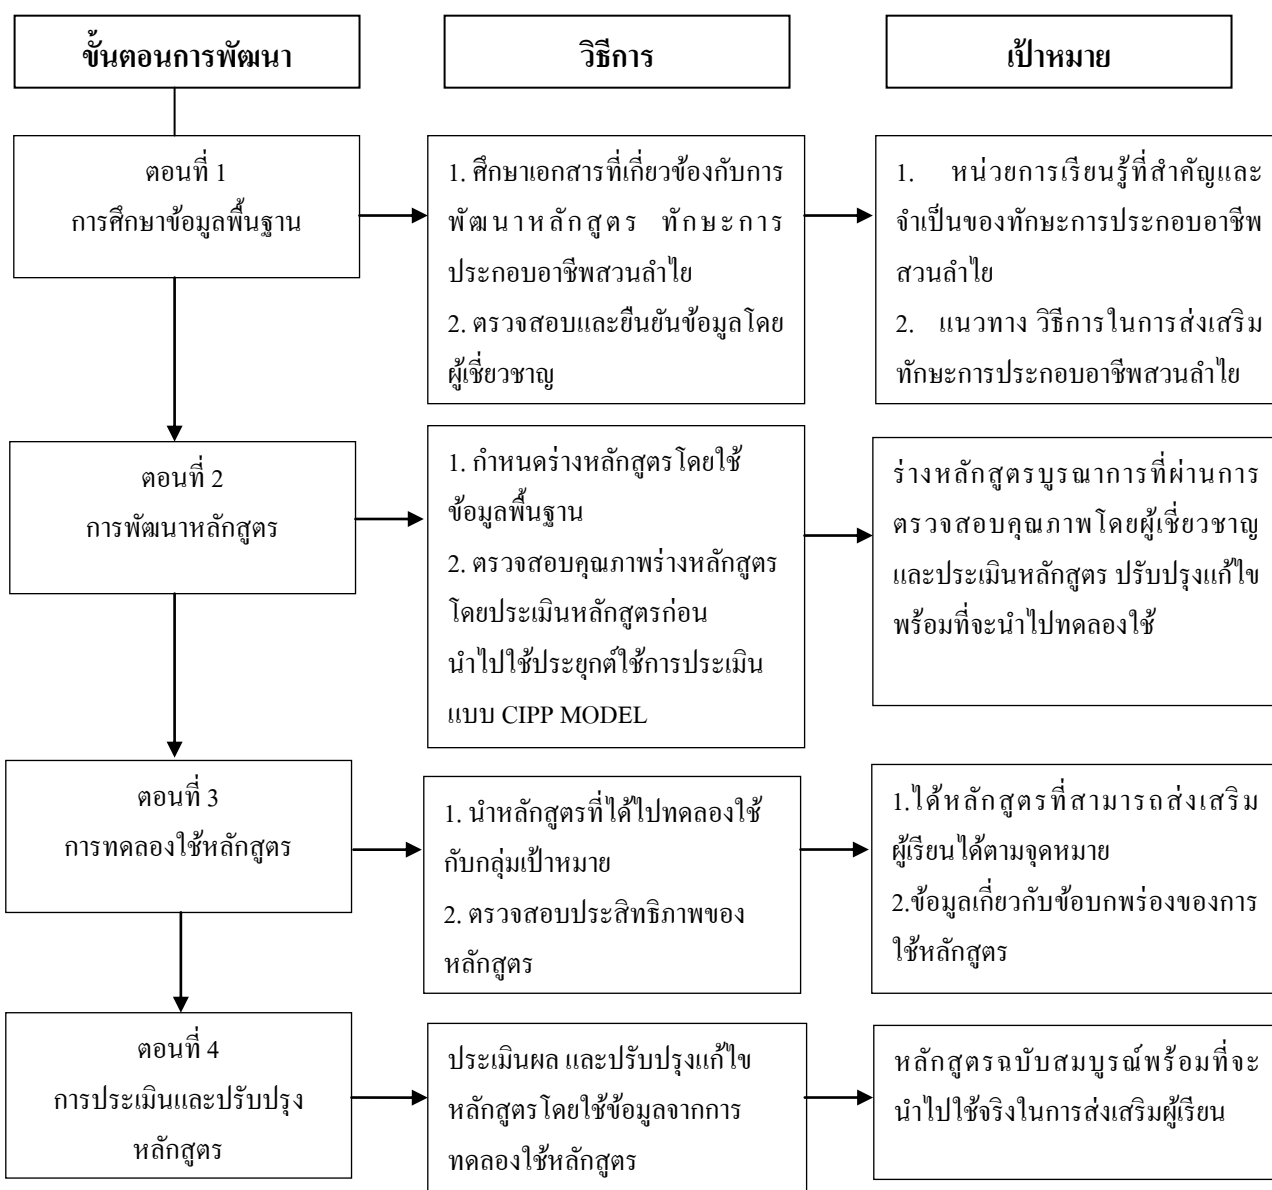 ขั้นตอนการพัฒนา
วิธีการ
เป้าหมาย
ตอนที่ 1
การศึกษาข้อมูลพื้นฐาน
1. ศึกษาเอกสารที่เกี่ยวข้องกับการ
พัฒนาหลักสูตร ทักษะการ
ประกอบอาชีพสวนลำไย
2. ตรวจสอบและยืนยันข้อมูลโดย
ผู้เชี่ยวชาญ
1. หน่วยการเรียนรู้ที่สำคัญและ
จำเป็นของทักษะการประกอบอาชีพ
สวนลำไย
2. แนวทาง วิธีการในการส่งเสริม
ทักษะการประกอบอาชีพสวนลำไย
ตอนที่ 2
การพัฒนาหลักสูตร
1. กำหนดร่างหลักสูตรโดยใช้
ข้อมูลพื้นฐาน
2. ตรวจสอบคุณภาพร่างหลักสูตร
โดยประเมินหลักสูตรก่อน
นำไปใช้ประยุกต์ใช้การประเมิน
แบบ CIPP MODEL
ร่างหลักสูตรบูรณาการที่ผ่านการ
ตรวจสอบคุณภาพโดยผู้เชี่ยวชาญ
และประเมินหลักสูตร ปรับปรุงแก้ไข
พร้อมที่จะนำไปทดลองใช้
ตอนที่ 3
การทดลองใช้หลักสูตร
1. นำหลักสูตรที่ได้ไปทดลองใช้
กับกลุ่มเป้าหมาย
2. ตรวจสอบประสิทธิภาพของ
หลักสูตร
1.ได้หลักสูตรที่สามารถส่งเสริม
ผู้เรียนได้ตามจุดหมาย
2.ข้อมูลเกี่ยวกับข้อบกพร่องของการ
ใช้หลักสูตร
ตอนที่ 4
การประเมินและปรับปรุง
หลักสูตร
ประเมินผล และปรับปรุงแก้ไข
หลักสูตรโดยใช้ข้อมูลจากการ
ทดลองใช้หลักสูตร
หลักสูตรฉบับสมบูรณ์พร้อมที่จะ
นำไปใช้จริงในการส่งเสริมผู้เรียน